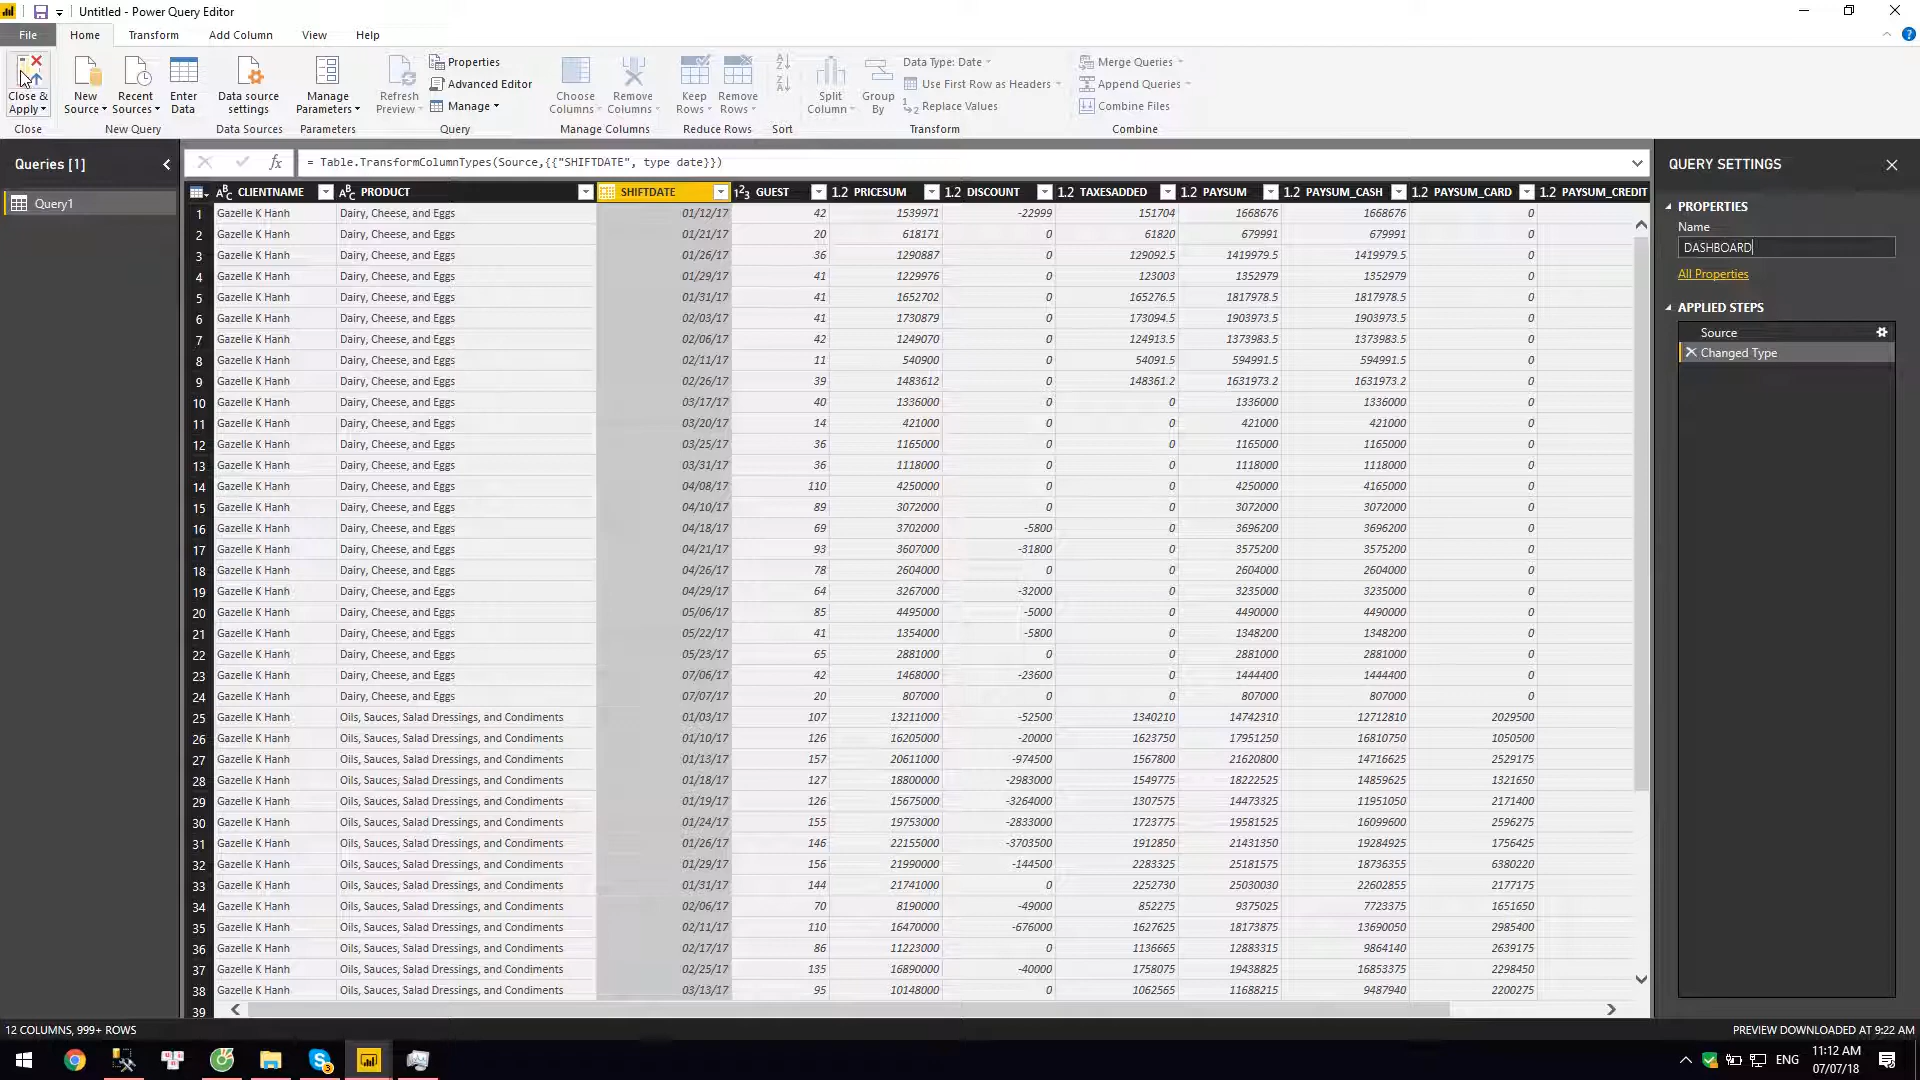 Untitled - Power Query Editor
File Home Transform Add Column View Help
Close & Apply
New Source
Recent Sources
Enter Data
Data source settings
Manage Parameters
Refresh Preview
Properties
Advanced Editor
Manage
Choose Columns
Remove Columns
Keep Rows
Remove Rows
Split Column
Group By
Data Type: Date
Use First Row as Headers
Replace Values
Merge Queries
Append Queries
Combine Files
Close New Query Data Sources Parameters Query Manage Columns Reduce Rows Sort Transform Combine
Queries [1]
Query1
= Table.TransformColumnTypes(Source,{{"SHIFTDATE", type date}})
CLIENTNAME PRODUCT SHIFTDATE GUEST PRICESUM DISCOUNT TAXESADDED PAYSUM PAYSUM_CASH PAYSUM_CARD PAYSUM_CREDIT
1 Gazelle K Hanh Dairy, Cheese, and Eggs 01/12/17 42 1539971 -22999 151704 1668676 1668676 0
2 Gazelle K Hanh Dairy, Cheese, and Eggs 01/21/17 20 618171 0 61820 679991 679991 0
3 Gazelle K Hanh Dairy, Cheese, and Eggs 01/26/17 36 1290887 0 129092.5 1419979.5 1419979.5 0
4 Gazelle K Hanh Dairy, Cheese, and Eggs 01/29/17 41 1229976 0 123003 1352979 1352979 0
5 Gazelle K Hanh Dairy, Cheese, and Eggs 01/31/17 41 1652702 0 165276.5 1817978.5 1817978.5 0
6 Gazelle K Hanh Dairy, Cheese, and Eggs 02/03/17 41 1730879 0 173094.5 1903973.5 1903973.5 0
7 Gazelle K Hanh Dairy, Cheese, and Eggs 02/06/17 42 1249070 0 124913.5 1373983.5 1373983.5 0
8 Gazelle K Hanh Dairy, Cheese, and Eggs 02/11/17 11 540900 0 54091.5 594991.5 594991.5 0
9 Gazelle K Hanh Dairy, Cheese, and Eggs 02/26/17 39 1483612 0 148361.2 1631973.2 1631973.2 0
10 Gazelle K Hanh Dairy, Cheese, and Eggs 03/17/17 40 1336000 0 0 1336000 1336000 0
11 Gazelle K Hanh Dairy, Cheese, and Eggs 03/20/17 14 421000 0 0 421000 421000 0
12 Gazelle K Hanh Dairy, Cheese, and Eggs 03/25/17 36 1165000 0 0 1165000 1165000 0
13 Gazelle K Hanh Dairy, Cheese, and Eggs 03/31/17 36 1118000 0 0 1118000 1118000 0
14 Gazelle K Hanh Dairy, Cheese, and Eggs 04/08/17 110 4250000 0 0 4250000 4165000 0
15 Gazelle K Hanh Dairy, Cheese, and Eggs 04/10/17 89 3072000 0 0 3072000 3072000 0
16 Gazelle K Hanh Dairy, Cheese, and Eggs 04/18/17 69 3702000 -5800 0 3696200 3696200 0
17 Gazelle K Hanh Dairy, Cheese, and Eggs 04/21/17 93 3607000 -31800 0 3575200 3575200 0
18 Gazelle K Hanh Dairy, Cheese, and Eggs 04/26/17 78 2604000 0 0 2604000 2604000 0
19 Gazelle K Hanh Dairy, Cheese, and Eggs 04/29/17 64 3267000 -32000 0 3235000 3235000 0
20 Gazelle K Hanh Dairy, Cheese, and Eggs 05/06/17 85 4495000 -5000 0 4490000 4490000 0
21 Gazelle K Hanh Dairy, Cheese, and Eggs 05/22/17 41 1354000 -5800 0 1348200 1348200 0
22 Gazelle K Hanh Dairy, Cheese, and Eggs 05/23/17 65 2881000 0 0 2881000 2881000 0
23 Gazelle K Hanh Dairy, Cheese, and Eggs 07/06/17 42 1468000 -23600 0 1444400 1444400 0
24 Gazelle K Hanh Dairy, Cheese, and Eggs 07/07/17 20 807000 0 0 807000 807000 0
25 Gazelle K Hanh Oils, Sauces, Salad Dressings, and Condiments 01/03/17 107 13211000 -52500 1340210 14742310 12712810 2029500
26 Gazelle K Hanh Oils, Sauces, Salad Dressings, and Condiments 01/10/17 126 16205000 -20000 1623750 17951250 16810750 1050500
27 Gazelle K Hanh Oils, Sauces, Salad Dressings, and Condiments 01/13/17 157 20611000 -974500 1567800 21620800 14716625 2529175
28 Gazelle K Hanh Oils, Sauces, Salad Dressings, and Condiments 01/18/17 127 18800000 -2983000 1549775 18222525 14859625 1321650
29 Gazelle K Hanh Oils, Sauces, Salad Dressings, and Condiments 01/19/17 126 15675000 -3264000 1307575 14473325 11951050 2171400
30 Gazelle K Hanh Oils, Sauces, Salad Dressings, and Condiments 01/24/17 155 19753000 -2833000 1723775 19581525 16099600 2596275
31 Gazelle K Hanh Oils, Sauces, Salad Dressings, and Condiments 01/26/17 146 22155000 -3703500 1912850 21431350 19284925 1756425
32 Gazelle K Hanh Oils, Sauces, Salad Dressings, and Condiments 01/29/17 156 21990000 -144500 2283325 25181575 18736355 6380220
33 Gazelle K Hanh Oils, Sauces, Salad Dressings, and Condiments 01/31/17 144 21741000 0 2252730 25030030 22602855 2177175
34 Gazelle K Hanh Oils, Sauces, Salad Dressings, and Condiments 02/06/17 70 8190000 -49000 852275 9375025 7723375 1651650
35 Gazelle K Hanh Oils, Sauces, Salad Dressings, and Condiments 02/11/17 110 16470000 -676000 1627625 18173875 13690050 2985400
36 Gazelle K Hanh Oils, Sauces, Salad Dressings, and Condiments 02/17/17 86 11223000 0 1136665 12883315 9864140 2639175
37 Gazelle K Hanh Oils, Sauces, Salad Dressings, and Condiments 02/25/17 135 16890000 -40000 1758075 19438825 16853375 2298450
38 Gazelle K Hanh Oils, Sauces, Salad Dressings, and Condiments 03/13/17 95 10148000 0 1062565 11688215 9487940 2200275
39
QUERY SETTINGS
PROPERTIES
Name
DASHBOARD
All Properties
APPLIED STEPS
Source
Changed Type
12 COLUMNS, 999+ ROWS
PREVIEW DOWNLOADED AT 9:22 AM
ENG
11:12 AM
07/07/18